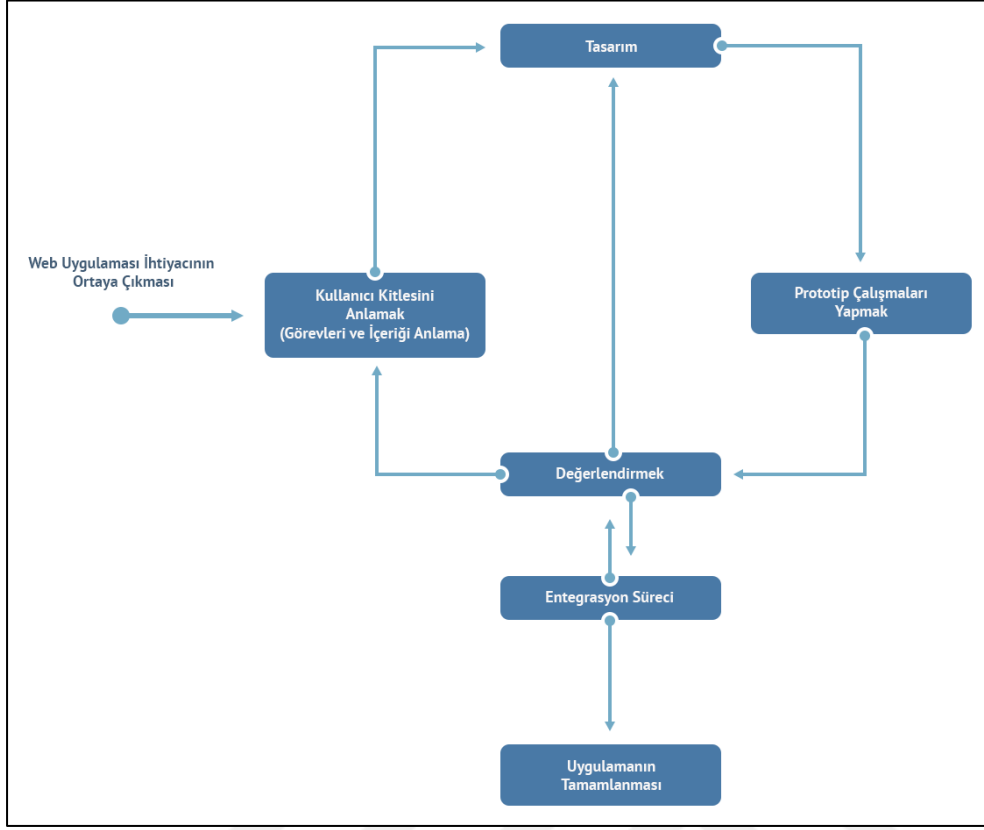 Tasarım
Web Uygulaması İhtiyacının
Ortaya Çıkması
Kullanıcı Kitlesini
Anlamak
(Görevleri ve İçeriği Anlama)
Prototip Çalışmaları
Yapmak
Değerlendirmek
Entegrasyon Süreci
Uygulamanın
Tamamlanması